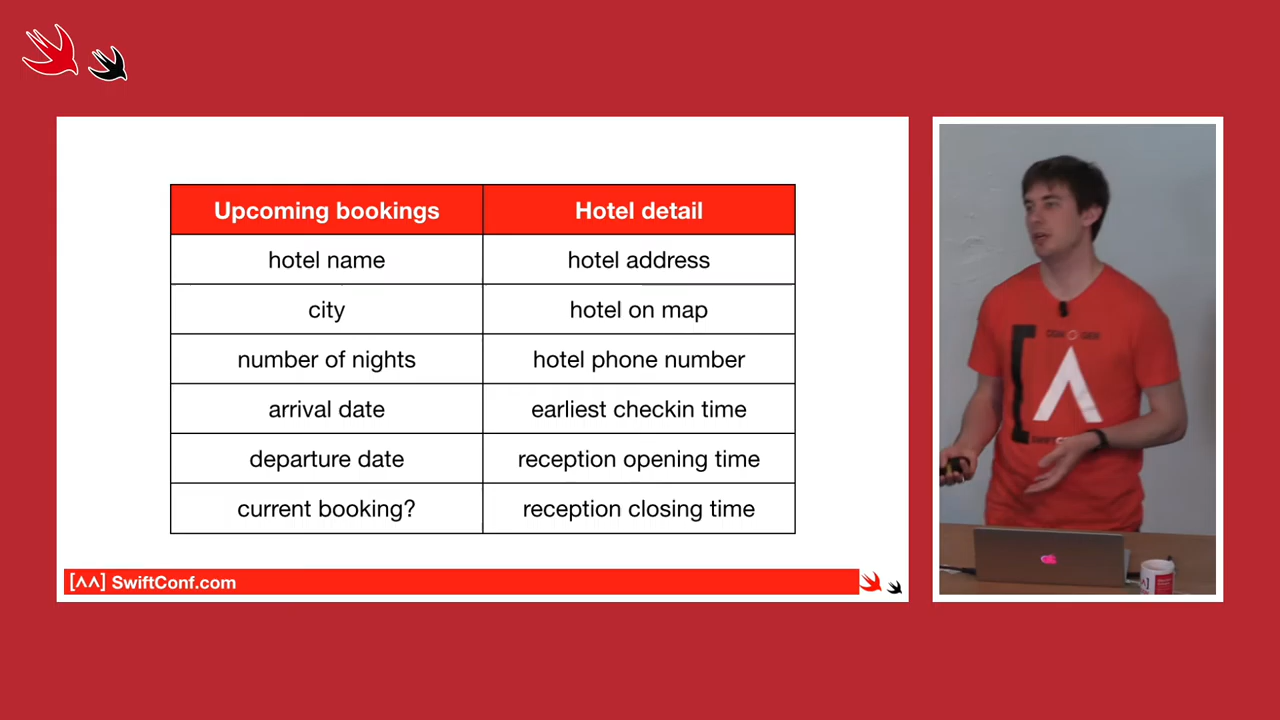 Upcoming bookings Hotel detail
hotel name hotel address
city hotel on map
number of nights hotel phone number
arrival date earliest checkin time
departure date reception opening time
current booking? reception closing time
[ΛΛ] SwiftConf.com